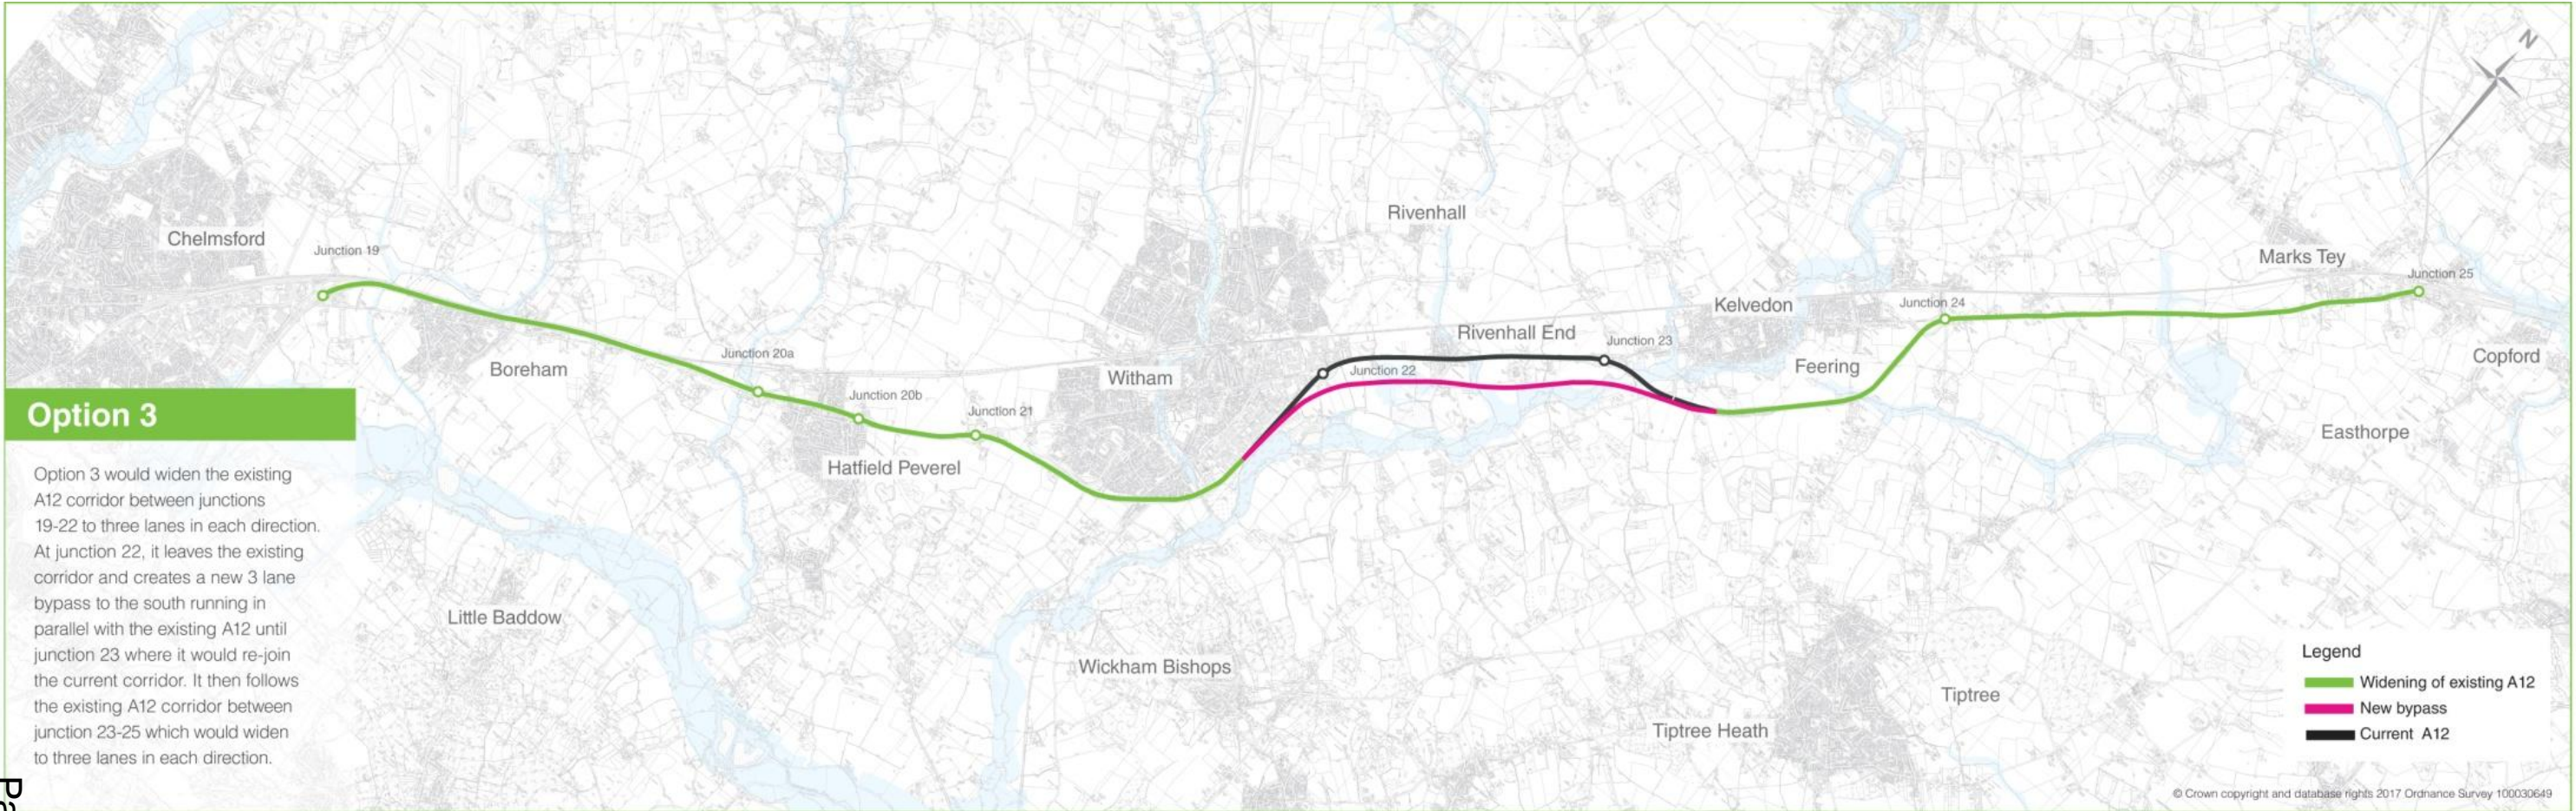 N
Rivenhall
Chelmsford
Junction 19
Marks Tey
Junction 25
Kelvedon
Junction 24
Rivenhall End
Junction 23
Junction 20a
Boreham
Witham
Junction 22
Feering
Copford
Junction 20b
Junction 21
Hatfield Peverel
Easthorpe
Option 3
Option 3 would widen the existing
A12 corridor between junctions
19-22 to three lanes in each direction.
At junction 22, it leaves the existing
corridor and creates a new 3 lane
bypass to the south running in
parallel with the existing A12 until
junction 23 where it would re-join
the current corridor. It then follows
the existing A12 corridor between
junction 23-25 which would widen
to three lanes in each direction.
Little Baddow
Wickham Bishops
Tiptree
Tiptree Heath
Legend
Widening of existing A12
New bypass
Current A12
© Crown copyright and database rights 2017 Ordnance Survey 100030649